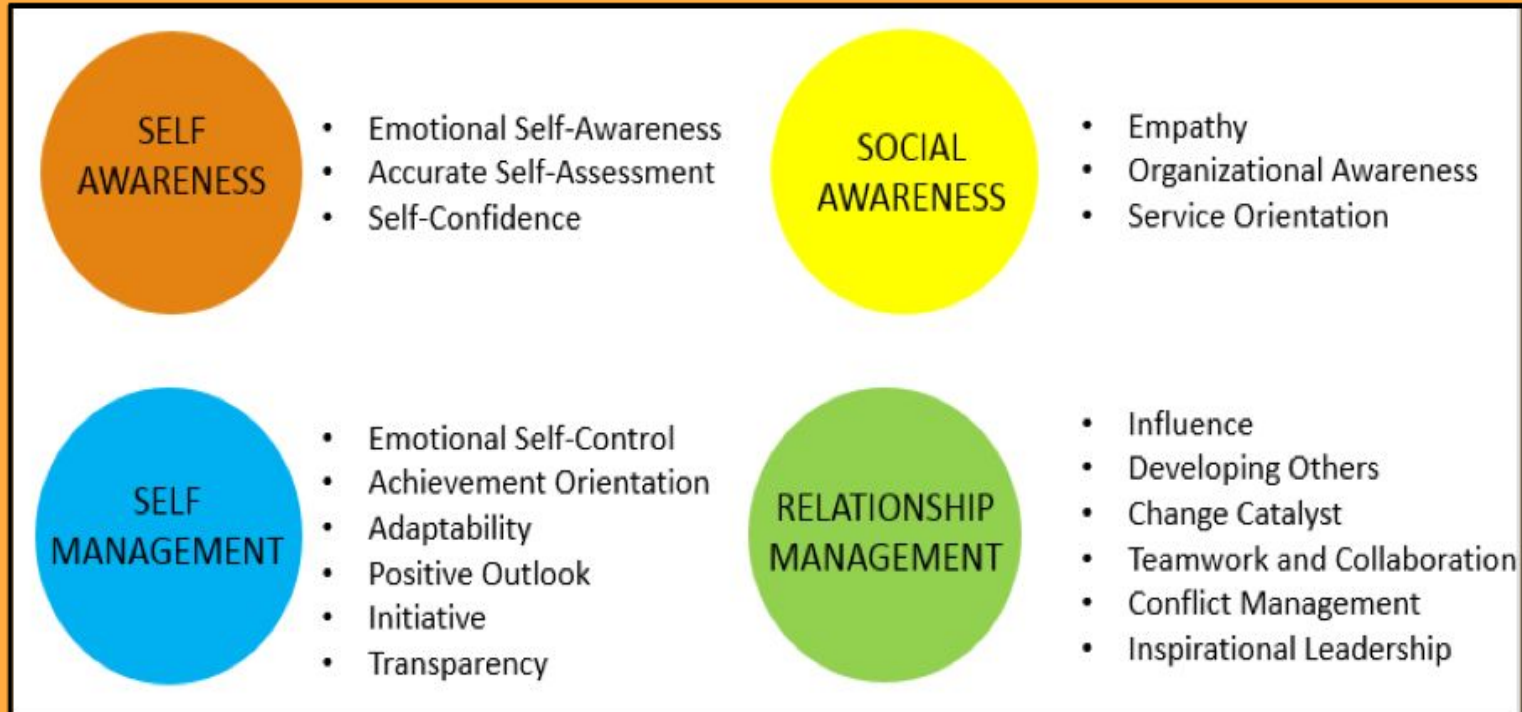 SELF
AWARENESS
• Emotional Self-Awareness
• Accurate Self-Assessment
• Self-Confidence
SOCIAL
AWARENESS
• Empathy
• Organizational Awareness
• Service Orientation
SELF
MANAGEMENT
• Emotional Self-Control
• Achievement Orientation
• Adaptability
• Positive Outlook
• Initiative
• Transparency
RELATIONSHIP
MANAGEMENT
• Influence
• Developing Others
• Change Catalyst
• Teamwork and Collaboration
• Conflict Management
• Inspirational Leadership